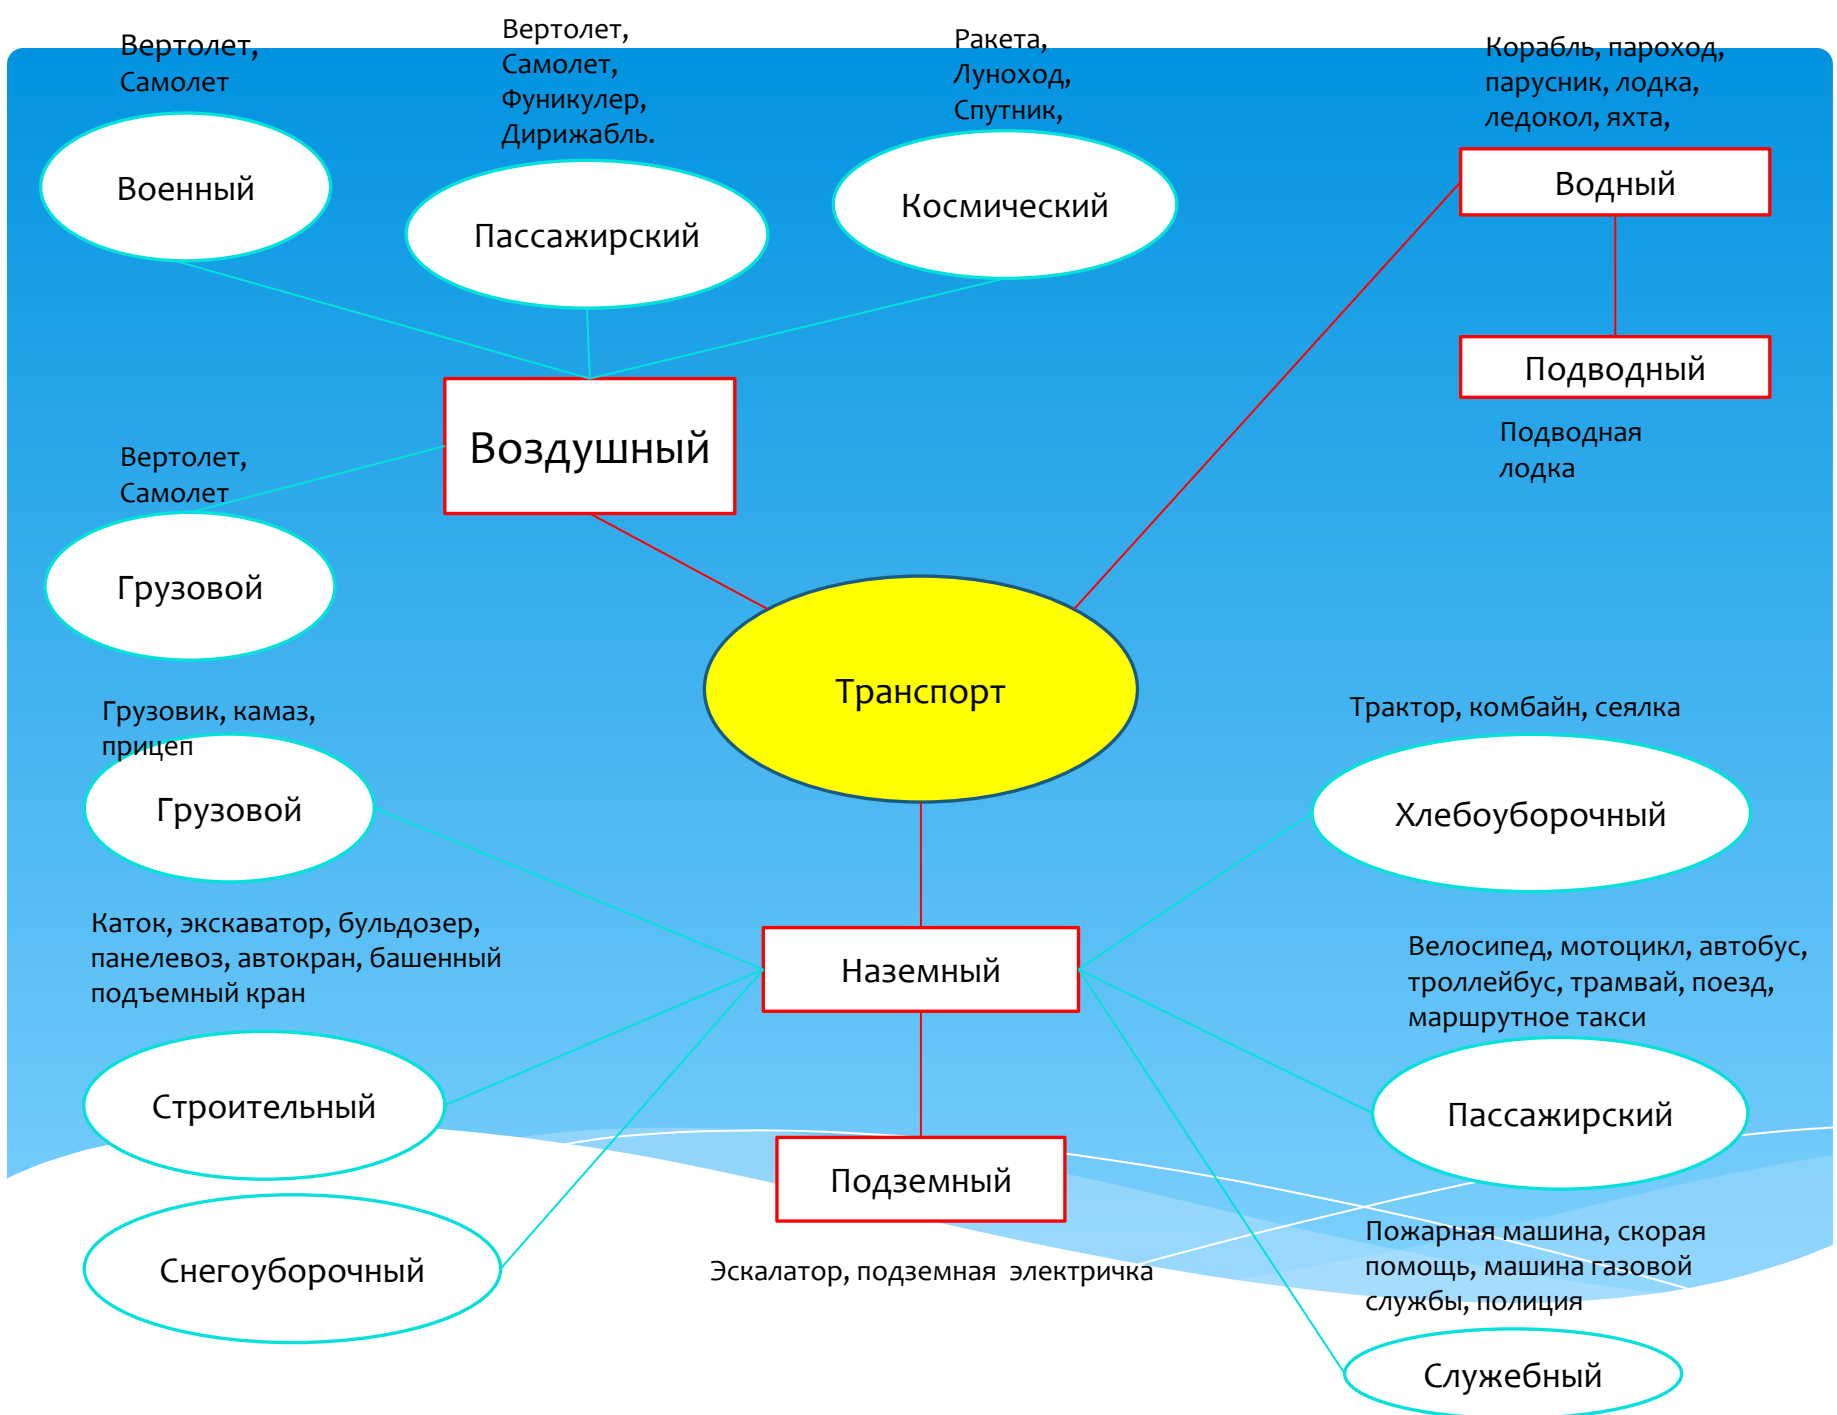 Вертолет,
Самолет
Военный
Вертолет,
Самолет,
Фуникулер,
Дирижабль.
Пассажирский
Ракета,
Луноход,
Спутник,
Космический
Корабль, пароход,
парусник, лодка,
ледокол, яхта,
Водный
Подводный
Подводная
лодка
Воздушный
Вертолет,
Самолет
Грузовой
Транспорт
Грузовик, камаз,
прицеп
Грузовой
Трактор, комбайн, сеялка
Хлебоуборочный
Каток, экскаватор, бульдозер,
панелевоз, автокран, башенный
подъемный кран
Строительный
Наземный
Велосипед, мотоцикл, автобус,
троллейбус, трамвай, поезд,
маршрутное такси
Пассажирский
Снегоуборочный
Подземный
Эскалатор, подземная  электричка
Пожарная машина, скорая
помощь, машина газовой
службы, полиция
Служебный